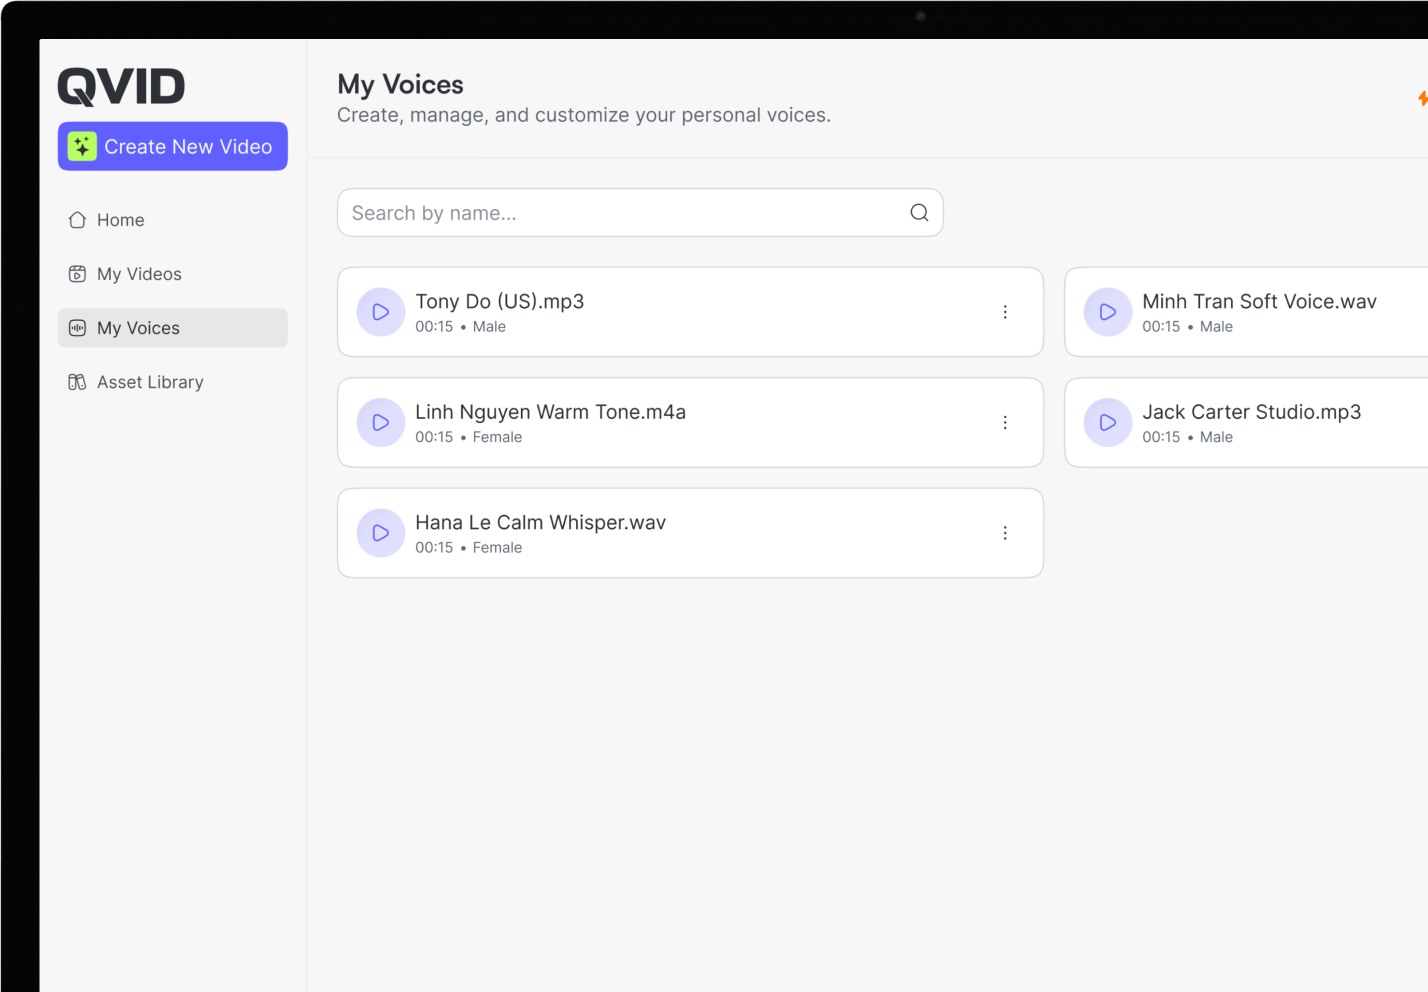 QVID
Create New Video
Home
My Videos
My Voices
Asset Library
My Voices
Create, manage, and customize your personal voices.
Search by name...
Tony Do (US).mp3
00:15 • Male
Minh Tran Soft Voice.wav
00:15 • Male
Linh Nguyen Warm Tone.m4a
00:15 • Female
Jack Carter Studio.mp3
00:15 • Male
Hana Le Calm Whisper.wav
00:15 • Female